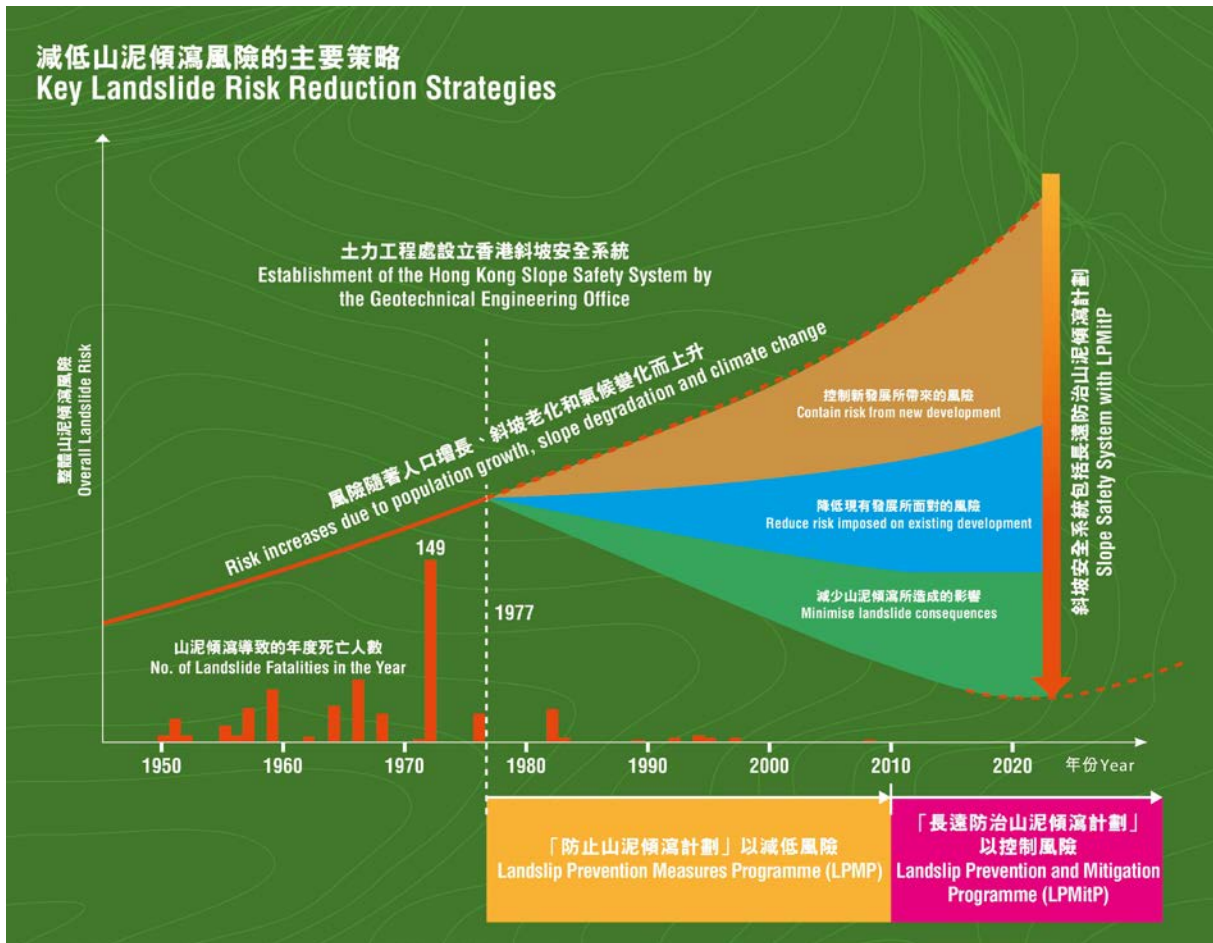 減低山泥傾瀉風險的主要策略
Key Landslide Risk Reduction Strategies
土力工程處設立香港斜坡安全系統
Establishment of the Hong Kong Slope Safety System by
the Geotechnical Engineering Office
整體山泥傾瀉風險
Overall Landslide Risk
風險隨著人口增長、斜坡老化和氣候變化而上升
Risk increases due to population growth, slope degradation and climate change
控制新發展所帶來的風險
Contain risk from new development
降低現有發展所面對的風險
Reduce risk imposed on existing development
減少山泥傾瀉所造成的影響
Minimise landslide consequences
斜坡安全系統包括長遠防治山泥傾瀉計劃
Slope Safety System with LPMitP
149
1977
山泥傾瀉導致的年度死亡人數
No. of Landslide Fatalities in the Year
1950 1960 1970 1980 1990 2000 2010 2020 年份Year
「防止山泥傾瀉計劃」以減低風險
Landslip Prevention Measures Programme (LPMP)
「長遠防治山泥傾瀉計劃」
以控制風險
Landslip Prevention and Mitigation
Programme (LPMitP)